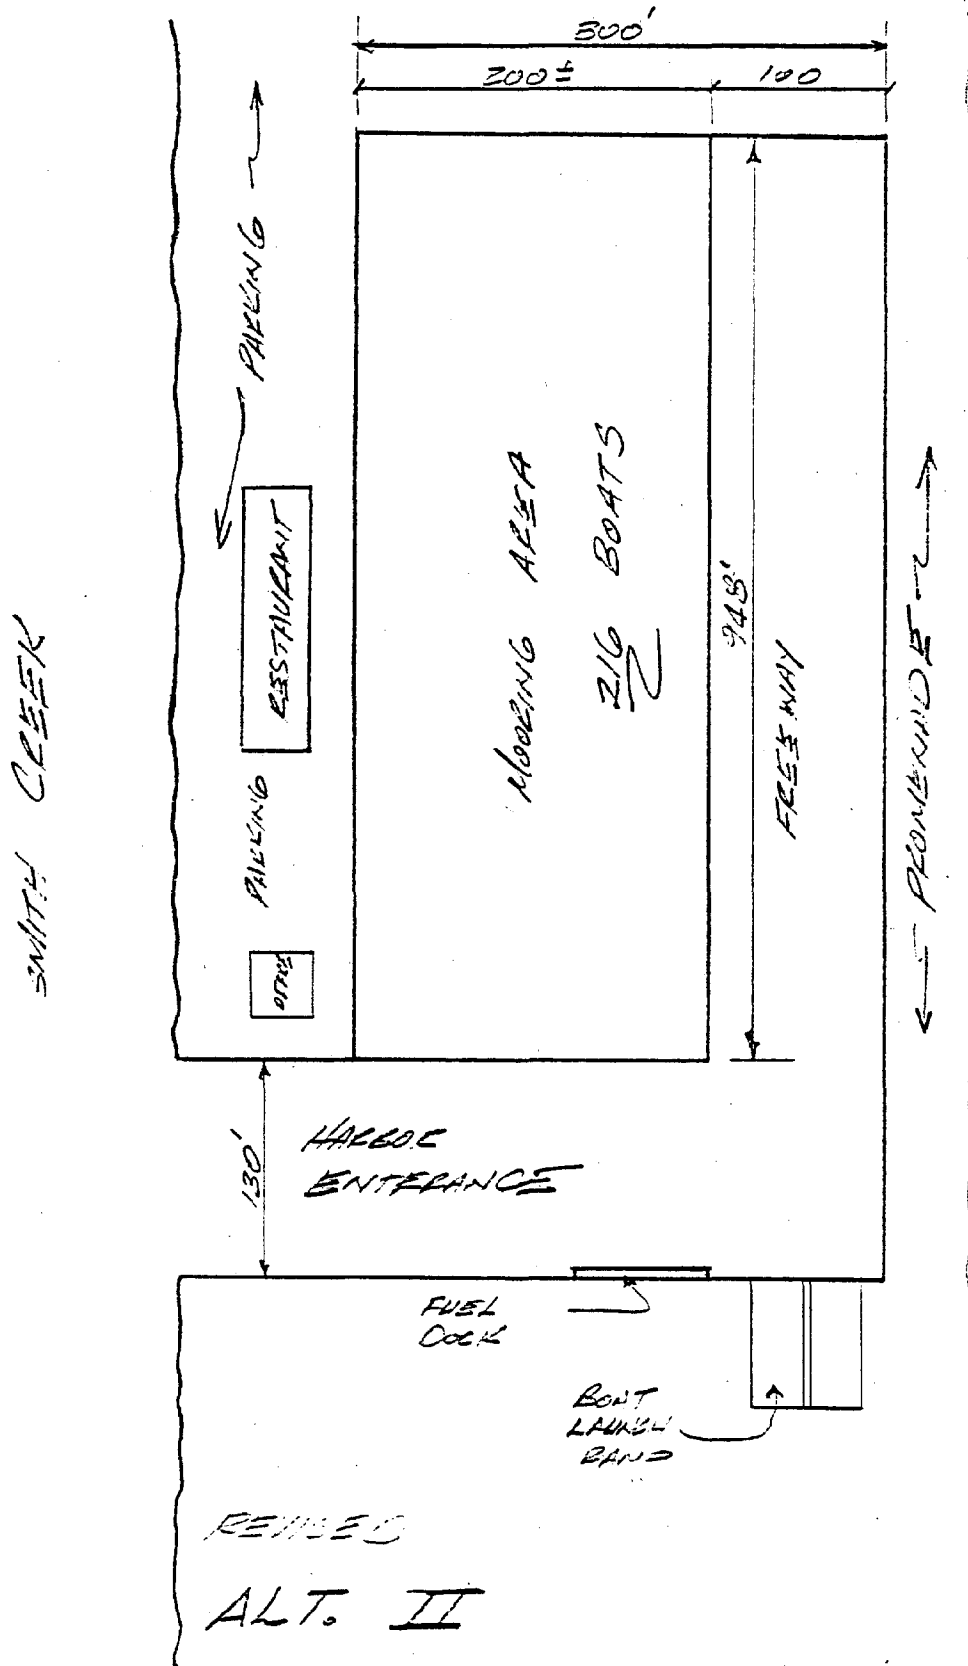 300'
200±
100
PARKING
MOORING AREA
216 BOATS
948'
FREEWAY
PROMENADE
RESTAURANT
SMITH CREEK
PARKING
OFFICE
130'
HARBOR
ENTERANCE
FUEL
DOCK
BOAT
LAUNCH
RAMP
REVISED
ALT. II